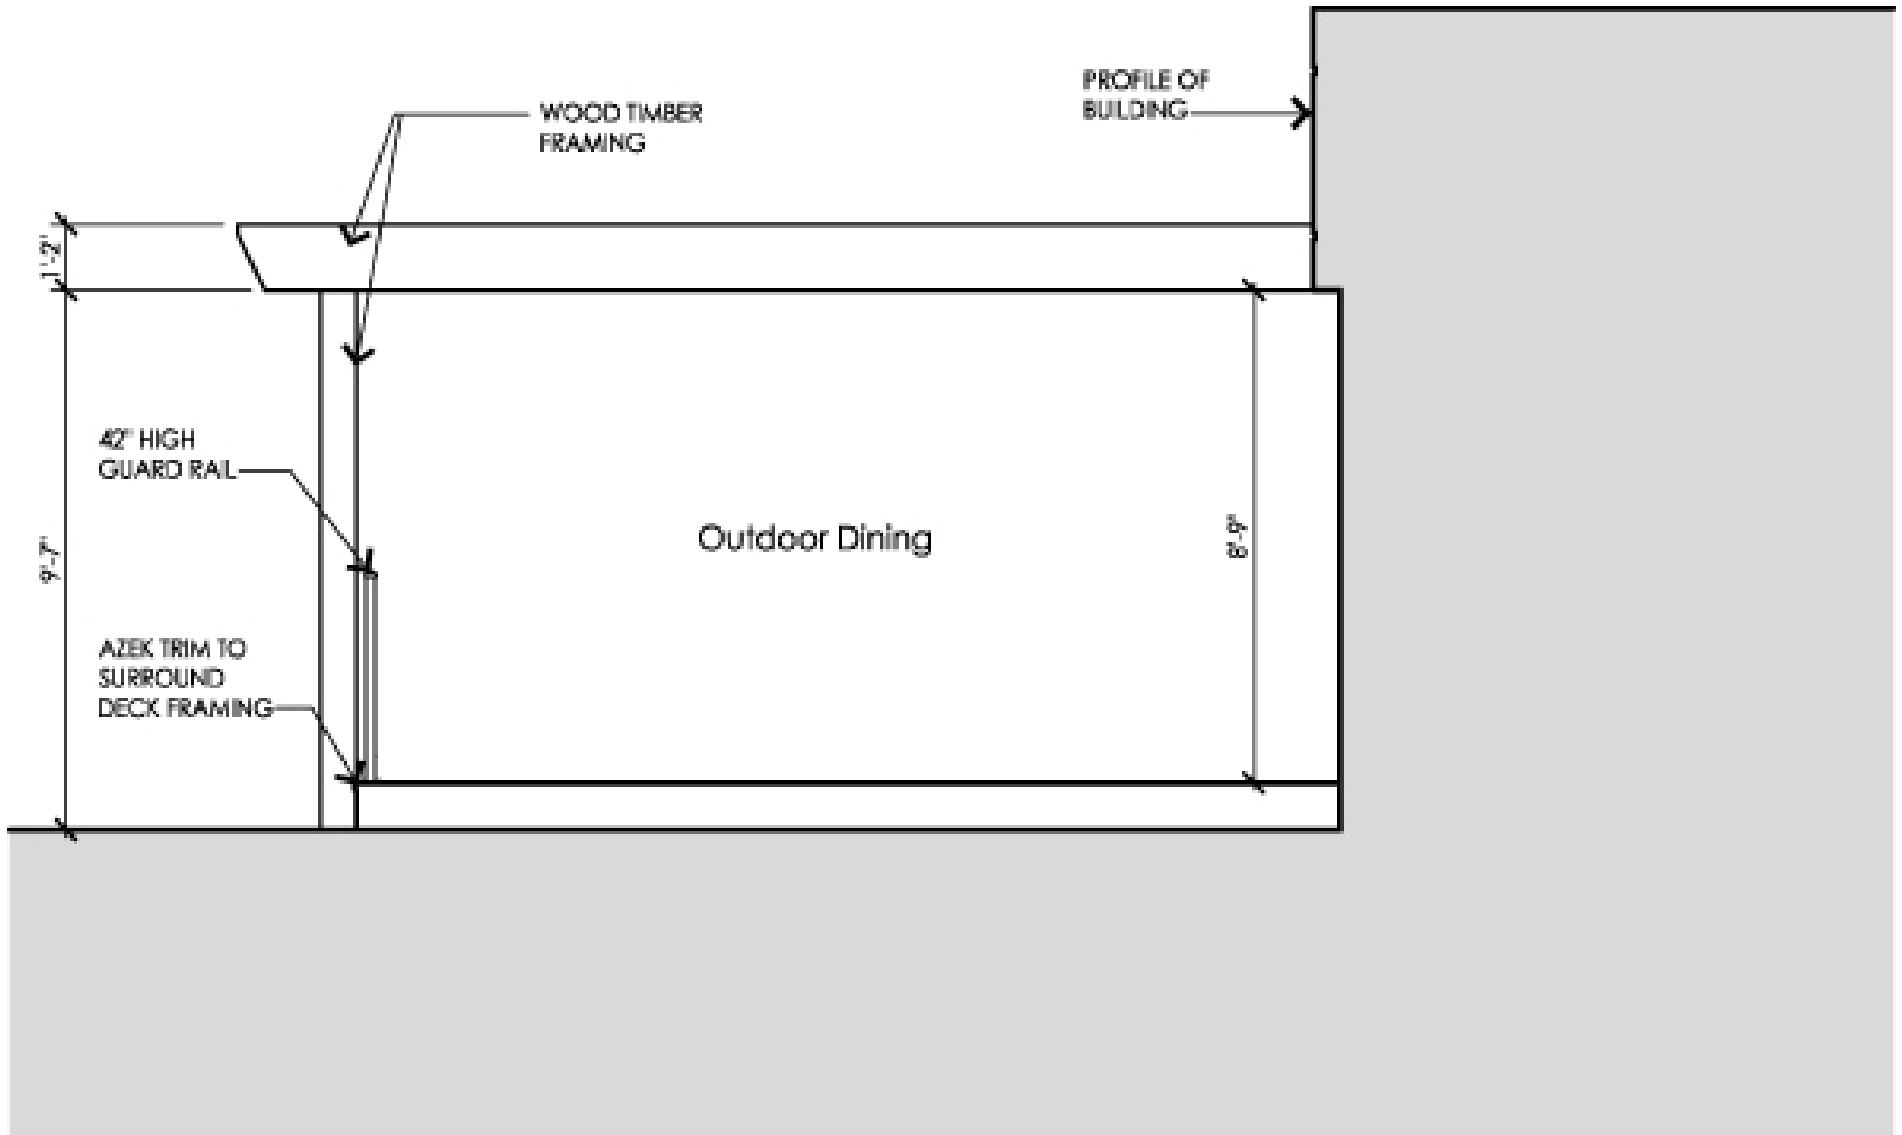 PROFILE OF
BUILDING
WOOD TIMBER
FRAMING
1'-2"
42" HIGH
GUARD RAIL
Outdoor Dining
8'-9"
9'-7"
AZEK TRIM TO
SURROUND
DECK FRAMING